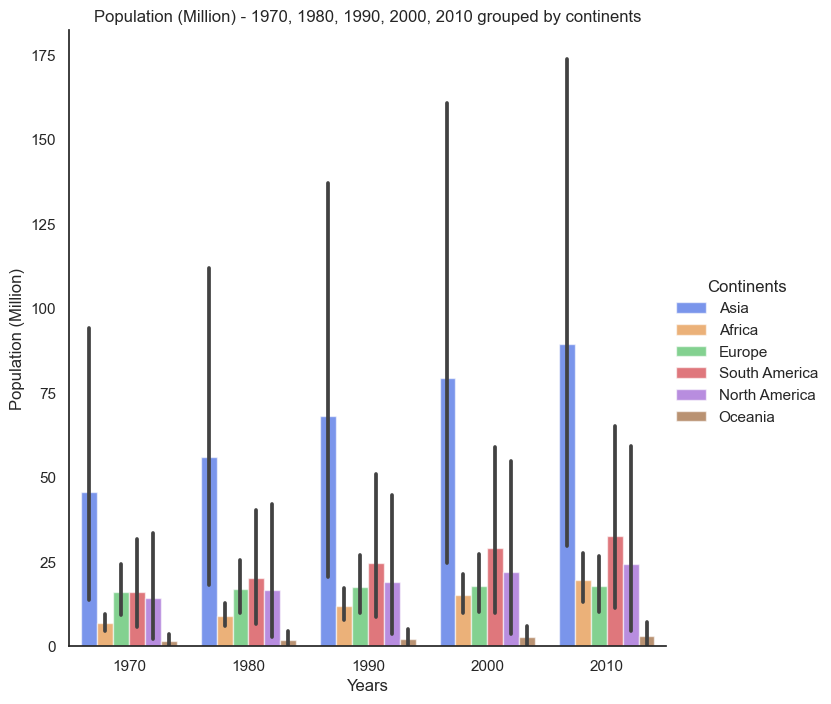 Population (Million) - 1970, 1980, 1990, 2000, 2010 grouped by continents
175
150
125
100
75
50
25
0
Population (Million)
1970 1980 1990 2000 2010
Years
Continents
Asia
Africa
Europe
South America
North America
Oceania